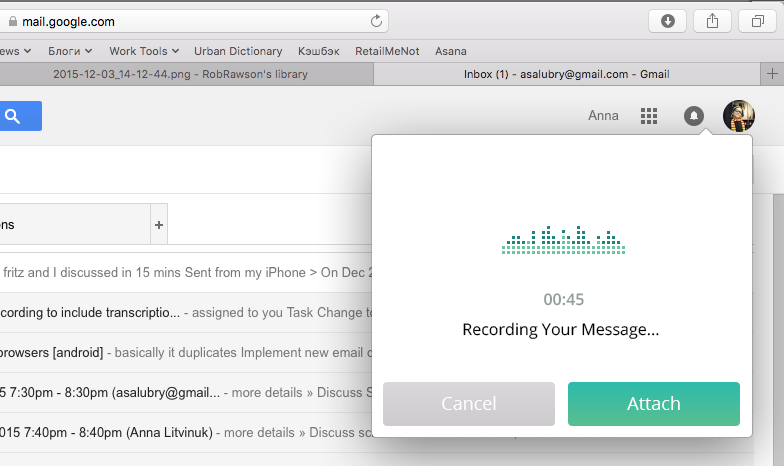 mail.google.com
ews Блоги Work Tools Urban Dictionary Кэшбэк RetailMeNot Asana
2015-12-03_14-12-44.png - RobRawson's library Inbox (1) - asalubry@gmail.com - Gmail
Anna
ns +
fritz and I discussed in 15 mins Sent from my iPhone > On Dec 2
cording to include transcriptio... - assigned to you Task Change to
browsers [android] - basically it duplicates Implement new email c
5 7:30pm - 8:30pm (asalubry@gmail... - more details » Discuss S
2015 7:40pm - 8:40pm (Anna Litvinuk) - more details » Discuss sc
00:45
Recording Your Message...
Cancel Attach